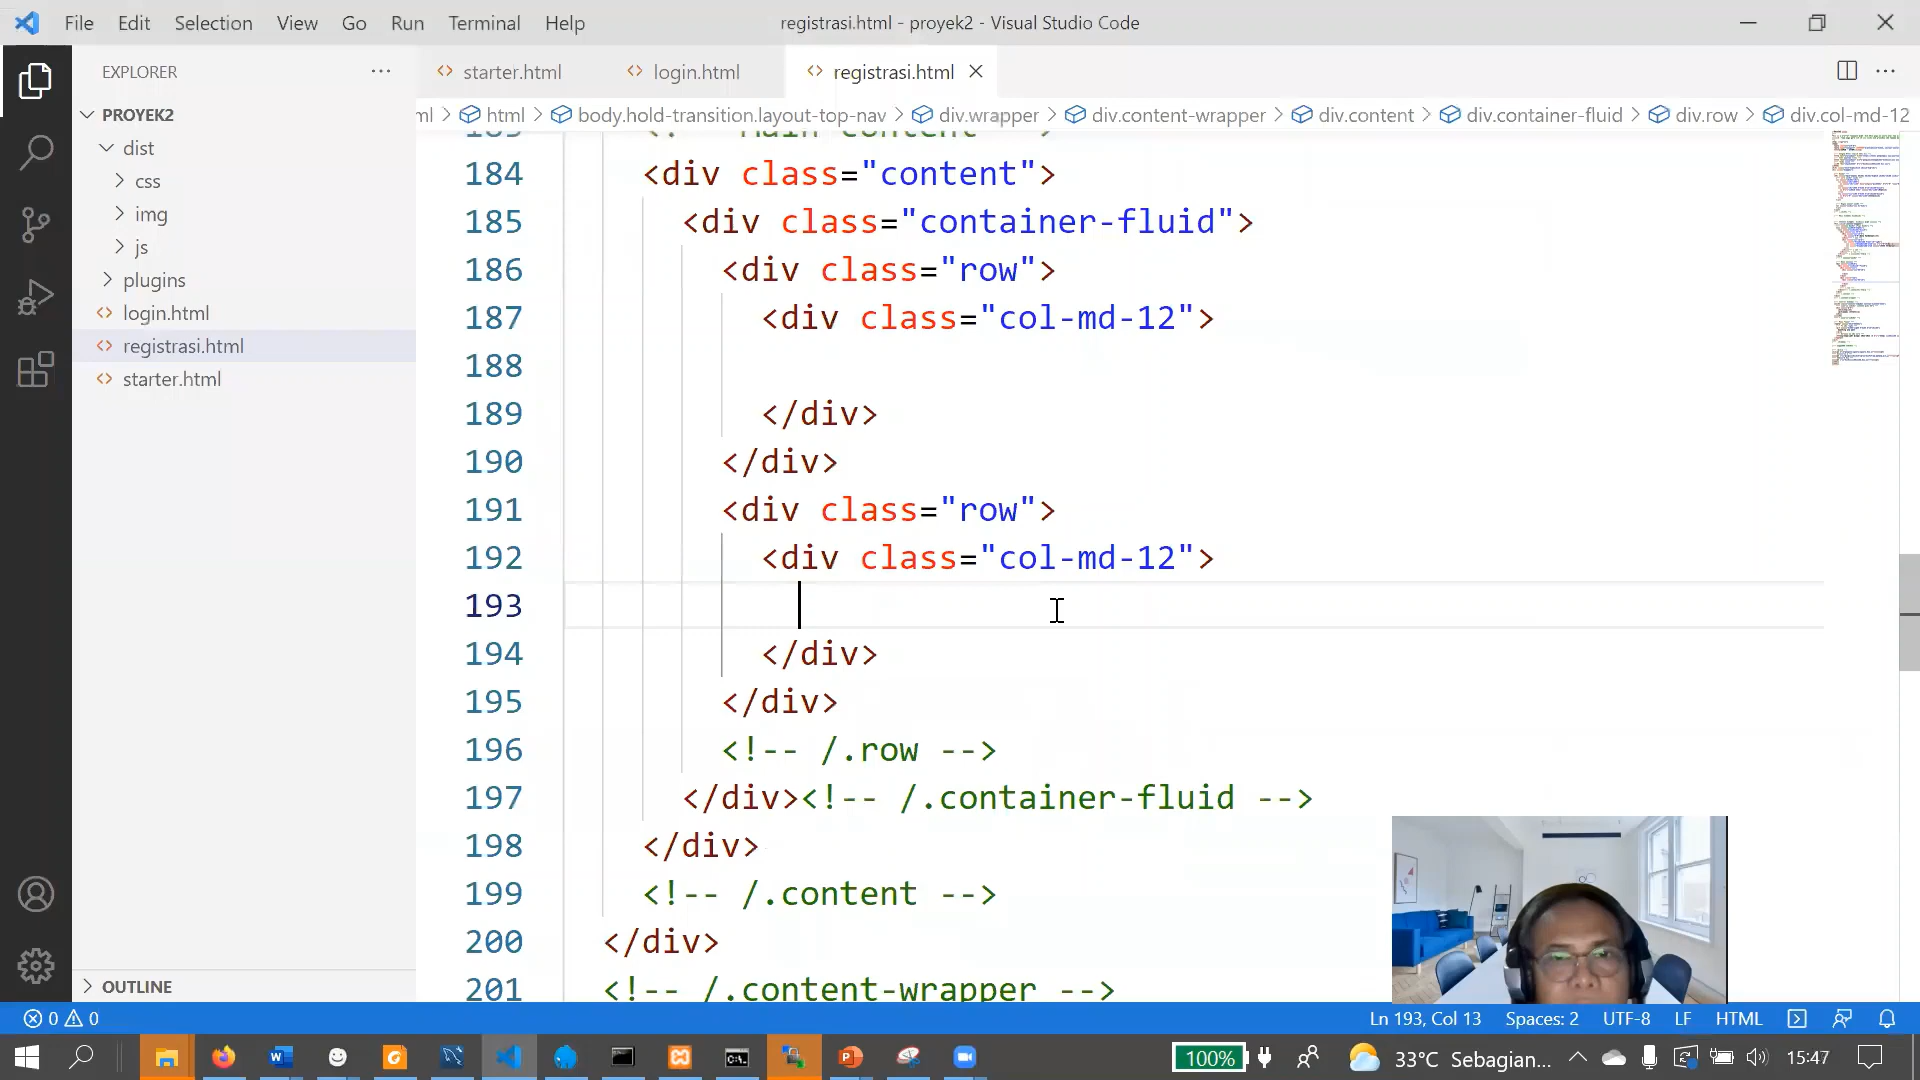 File Edit Selection View Go Run Terminal Help
registrasi.html - proyek2 - Visual Studio Code
EXPLORER
starter.html
login.html
registrasi.html
PROYEK2
dist
css
img
js
plugins
login.html
registrasi.html
starter.html
OUTLINE
ml > html > body.hold-transition.layout-top-nav > div.wrapper > div.content-wrapper > div.content > div.container-fluid > div.row > div.col-md-12
184 <div class="content">
185 <div class="container-fluid">
186 <div class="row">
187 <div class="col-md-12">
188
189 </div>
190 </div>
191 <div class="row">
192 <div class="col-md-12">
193
194 </div>
195 </div>
196 <!-- /.row -->
197 </div><!-- /.container-fluid -->
198 </div>
199 <!-- /.content -->
200 </div>
201 <!-- /.content-wrapper -->
0 0
Ln 193, Col 13 Spaces: 2 UTF-8 LF HTML
100% 33°C Sebagian... 15:47